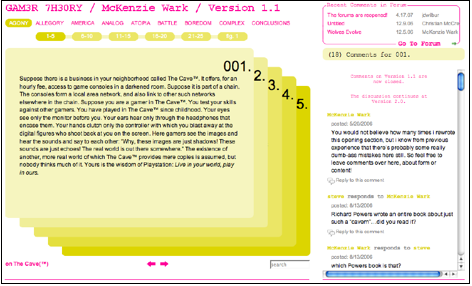 GAM3R 7H30RY / McKenzie Wark / Version 1.1
AGONY ALLEGORY AMERICA ANALOG ATOPIA BATTLE BOREDOM COMPLEX CONCLUSIONS
1-5 6-10 11-15 16-20 21-25 fig. 1
001.
2.
3.
4.
5.
Suppose there is a business in your neighborhood called The Cave™. It offers, for an
hourly fee, access to game consoles in a darkened room. Suppose it is part of a chain.
The consoles form a local area network, and also link to other such networks
elsewhere in the chain. Suppose you are a gamer in The Cave™. You test your skills
against other gamers. You have played in The Cave™ since childhood. Your eyes
see only the monitor before you. Your ears hear only through the headphones that
encase them. Your hands clutch only the controller with which you blast away at the
digital figures who shoot back at you on the screen. Here gamers see the images and
hear the sounds and say to each other: "Why, these images are just shadows! These
sounds are just echoes! The real world is out there somewhere." The existence of
another, more real world of which The Cave™ provides mere copies is assumed, but
nobody thinks much of it. Yours is the wisdom of Playstation: Live in your world, play
in ours.
on The Cave(™)
search
Recent Comments in Forum
The forums are reopened! 4.17.07 dwilbur
Untitled 12.9.06 Christian McCre
Wolves Evolve 12.5.06 McKenzie Wark
Go To Forum
(18) Comments for 001.
Comments on Version 1.1 are
now closed.
The discussion continues at
Version 2.0.
McKenzie Wark
posted: 5/20/2006
You would not believe how many times i rewrote
this opening section, but i know from previous
experience that there's probably some really
dumb-ass mistakes here still. So feel free to
leave comments over here, about form or
content!
Reply to this comment
steve responds to McKenzie Wark
posted: 6/13/2006
Richard Powers wrote an entire book about just
such a "cavern"...did you read it?
Reply to this comment
McKenzie Wark responds to steve
posted: 8/13/2006
which Powers book is that?